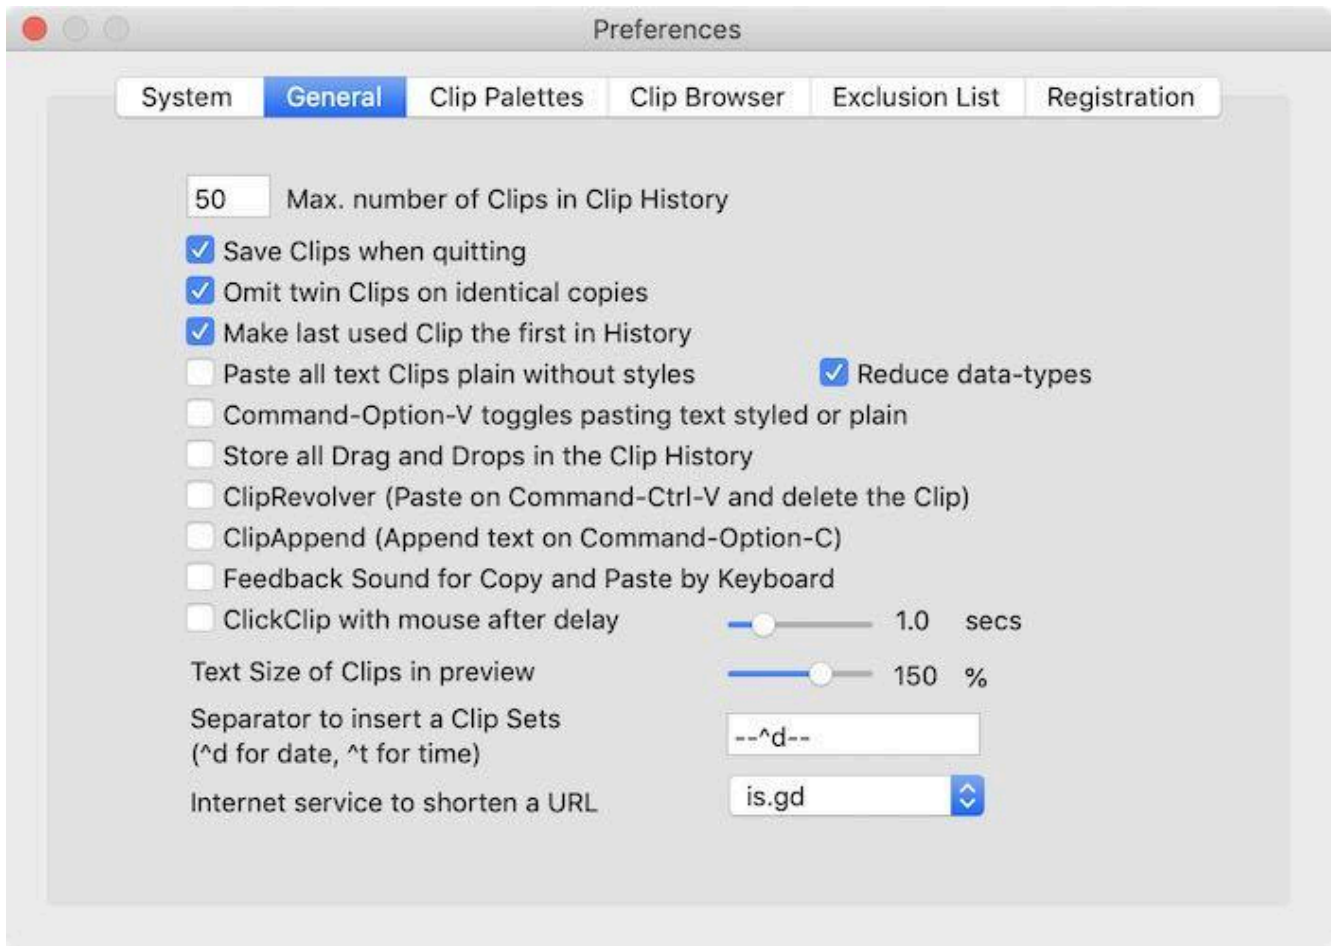 Preferences
System General Clip Palettes Clip Browser Exclusion List Registration
50 Max. number of Clips in Clip History
Save Clips when quitting
Omit twin Clips on identical copies
Make last used Clip the first in History
Paste all text Clips plain without styles Reduce data-types
Command-Option-V toggles pasting text styled or plain
Store all Drag and Drops in the Clip History
ClipRevolver (Paste on Command-Ctrl-V and delete the Clip)
ClipAppend (Append text on Command-Option-C)
Feedback Sound for Copy and Paste by Keyboard
ClickClip with mouse after delay 1.0 secs
Text Size of Clips in preview 150 %
Separator to insert a Clip Sets
(^d for date, ^t for time) --^d--
Internet service to shorten a URL is.gd